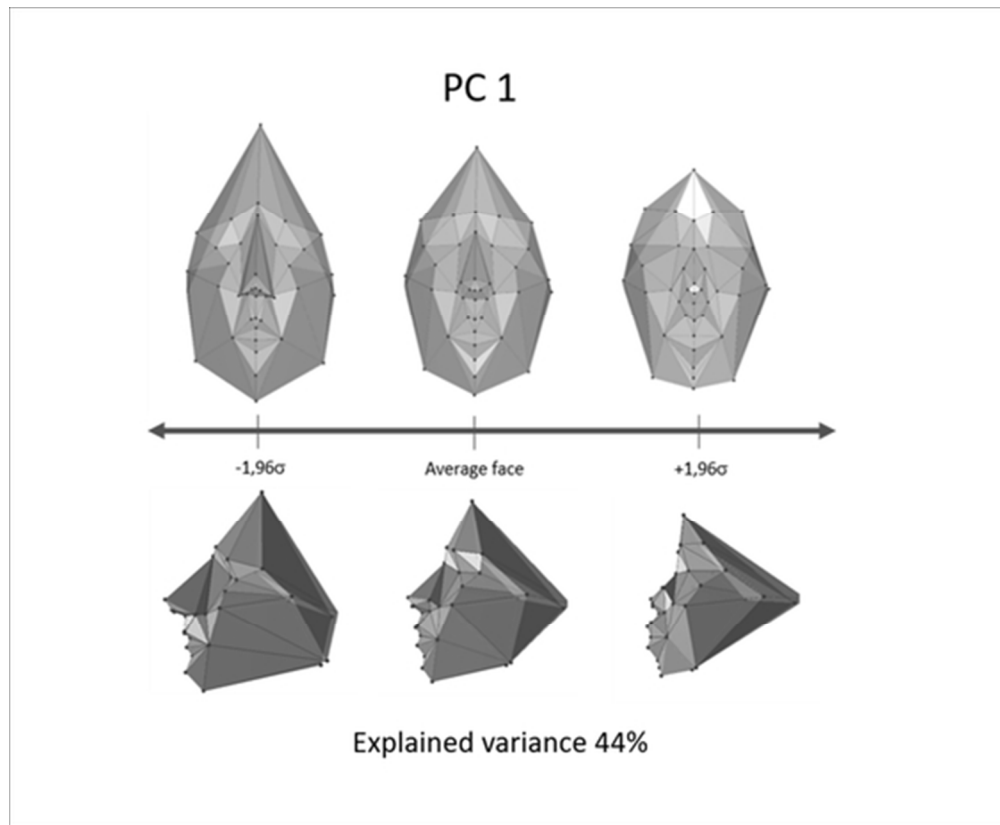 PC 1
-1,96σ
Average face
+1,96σ
Explained variance 44%